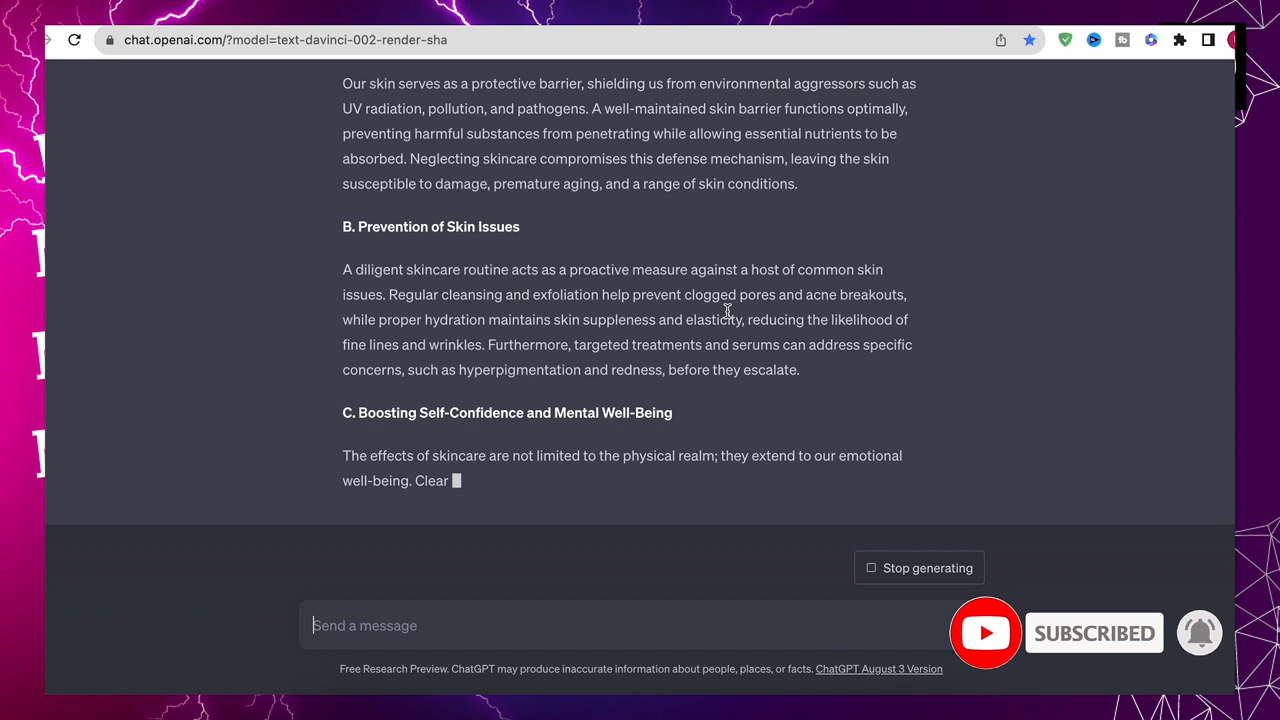 chat.openai.com/?model=text-davinci-002-render-sha
Our skin serves as a protective barrier, shielding us from environmental aggressors such as
UV radiation, pollution, and pathogens. A well-maintained skin barrier functions optimally,
preventing harmful substances from penetrating while allowing essential nutrients to be
absorbed. Neglecting skincare compromises this defense mechanism, leaving the skin
susceptible to damage, premature aging, and a range of skin conditions.
B. Prevention of Skin Issues
A diligent skincare routine acts as a proactive measure against a host of common skin
issues. Regular cleansing and exfoliation help prevent clogged pores and acne breakouts,
while proper hydration maintains skin suppleness and elasticity, reducing the likelihood of
fine lines and wrinkles. Furthermore, targeted treatments and serums can address specific
concerns, such as hyperpigmentation and redness, before they escalate.
C. Boosting Self-Confidence and Mental Well-Being
The effects of skincare are not limited to the physical realm; they extend to our emotional
well-being. Clear
Stop generating
Send a message
SUBSCRIBED
Free Research Preview. ChatGPT may produce inaccurate information about people, places, or facts. ChatGPT August 3 Version